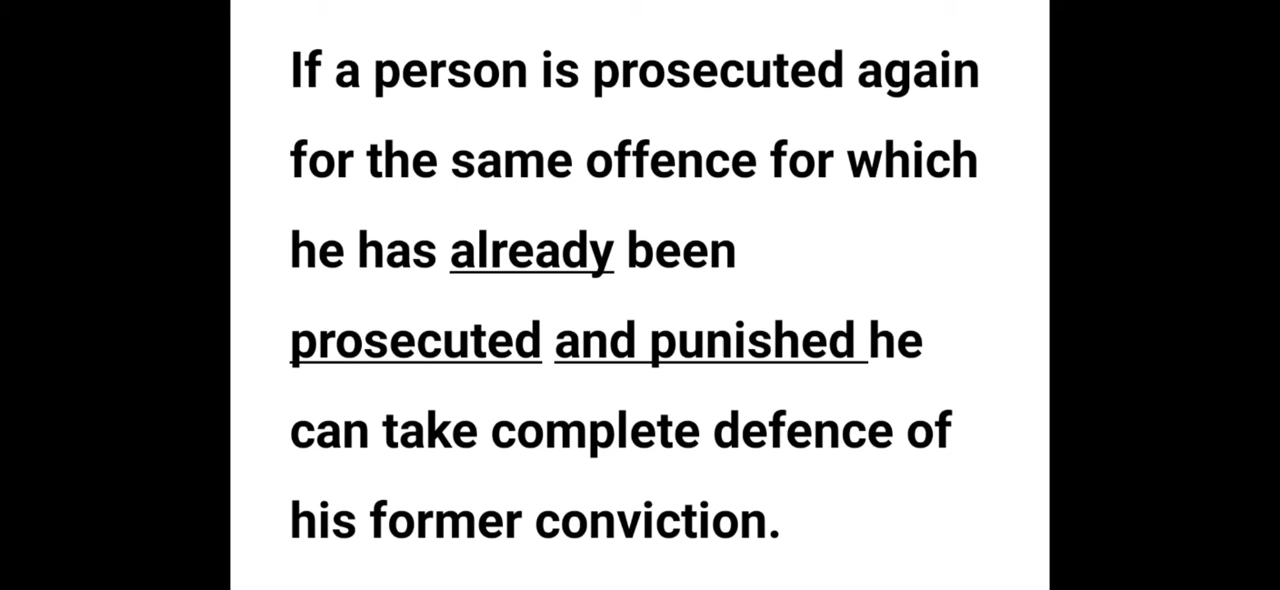 If a person is prosecuted again
for the same offence for which
he has already been
prosecuted and punished he
can take complete defence of
his former conviction.